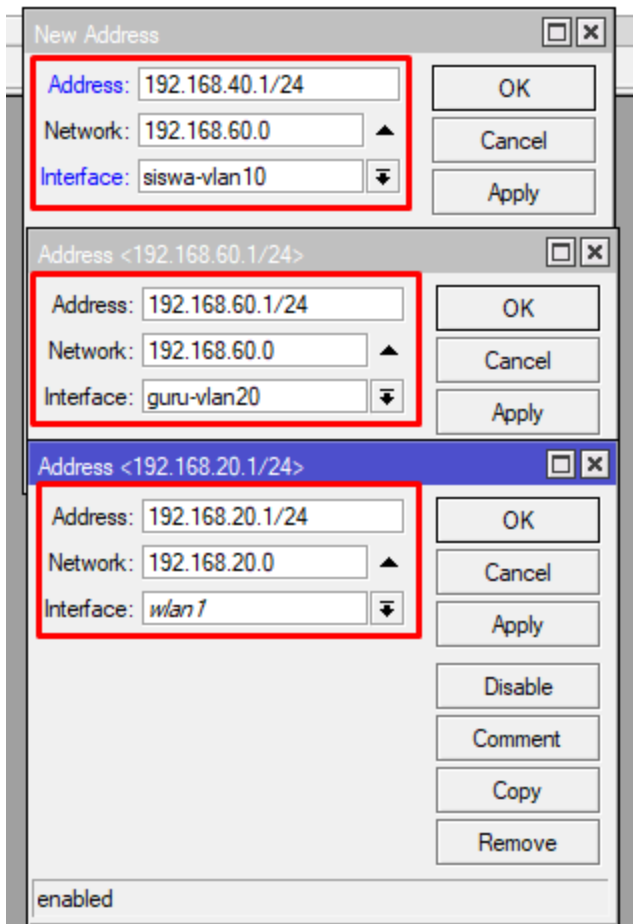 New Address
Address: 192.168.40.1/24
OK
Network: 192.168.60.0
Cancel
Interface: siswa-vlan10
Apply
Address <192.168.60.1/24>
Address: 192.168.60.1/24
OK
Network: 192.168.60.0
Cancel
Interface: guru-vlan20
Apply
Address <192.168.20.1/24>
Address: 192.168.20.1/24
OK
Network: 192.168.20.0
Cancel
Interface: wlan1
Apply
Disable
Comment
Copy
Remove
enabled